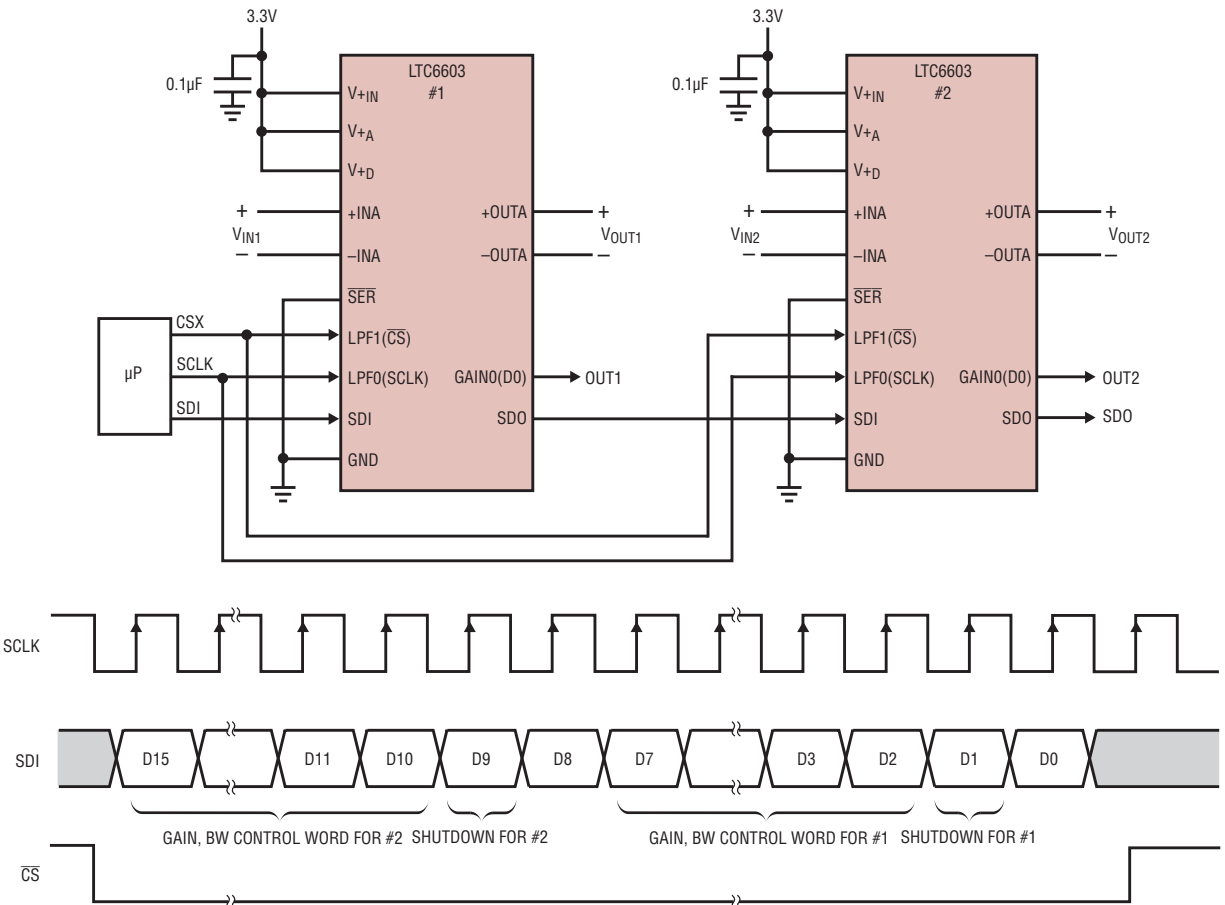 3.3V
0.1µF
LTC6603
#1
V+IN
V+A
V+D
+
VIN1
–
+INA
–INA
+OUTA
–OUTA
+
VOUT1
–
SER
LPF1(CS)
LPF0(SCLK)
SDI
GND
GAIN0(D0)
SDO
OUT1
µP
CSX
SCLK
SDI
3.3V
0.1µF
LTC6603
#2
V+IN
V+A
V+D
+
VIN2
–
+INA
–INA
+OUTA
–OUTA
+
VOUT2
–
SER
LPF1(CS)
LPF0(SCLK)
SDI
GND
GAIN0(D0)
SDO
OUT2
SDO
SCLK
SDI
D15 D11 D10 D9 D8 D7 D3 D2 D1 D0
GAIN, BW CONTROL WORD FOR #2 SHUTDOWN FOR #2 GAIN, BW CONTROL WORD FOR #1 SHUTDOWN FOR #1
CS